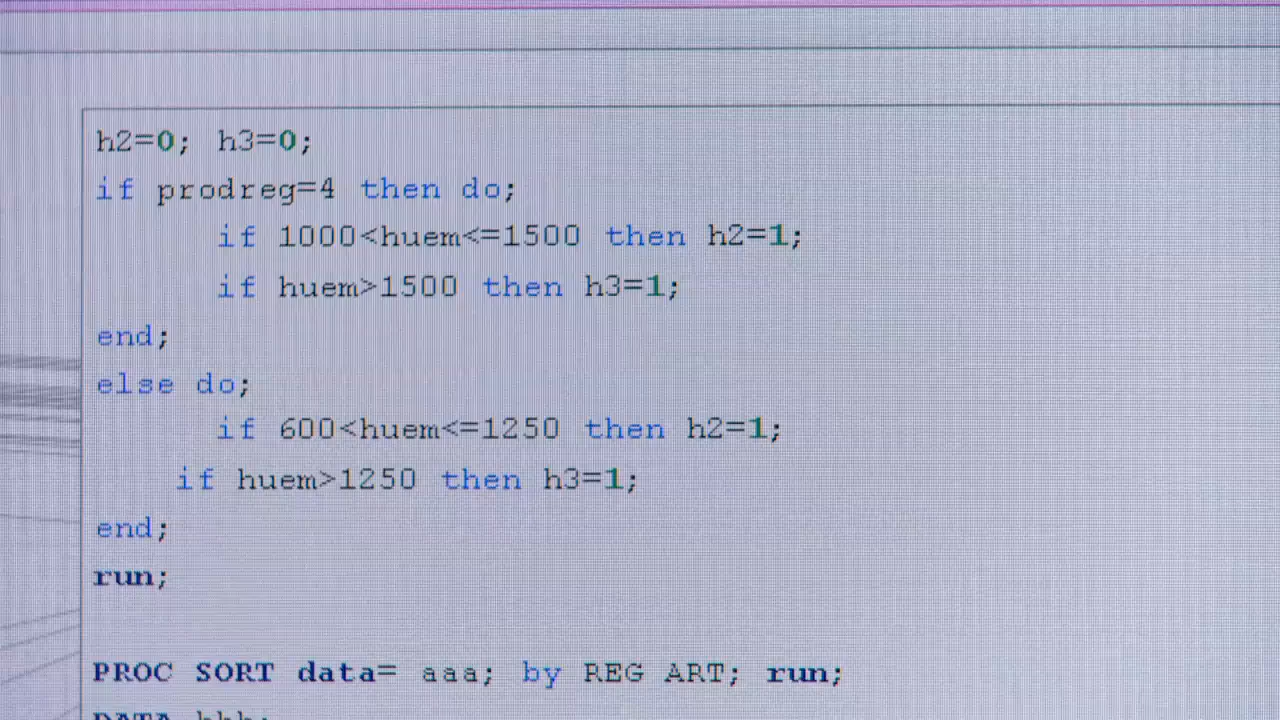 h2=0; h3=0;
if prodreg=4 then do;
if 1000<huem<=1500 then h2=1;
if huem>1500 then h3=1;
end;
else do;
if 600<huem<=1250 then h2=1;
if huem>1250 then h3=1;
end;
run;
PROC SORT data= aaa; by REG ART; run;
DATA bbb;